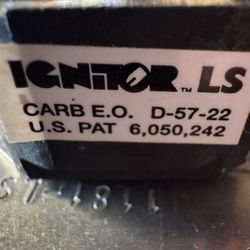 IGNITOR™ LS
CARB E.O. D-57-22
U.S. PAT 6,050,242